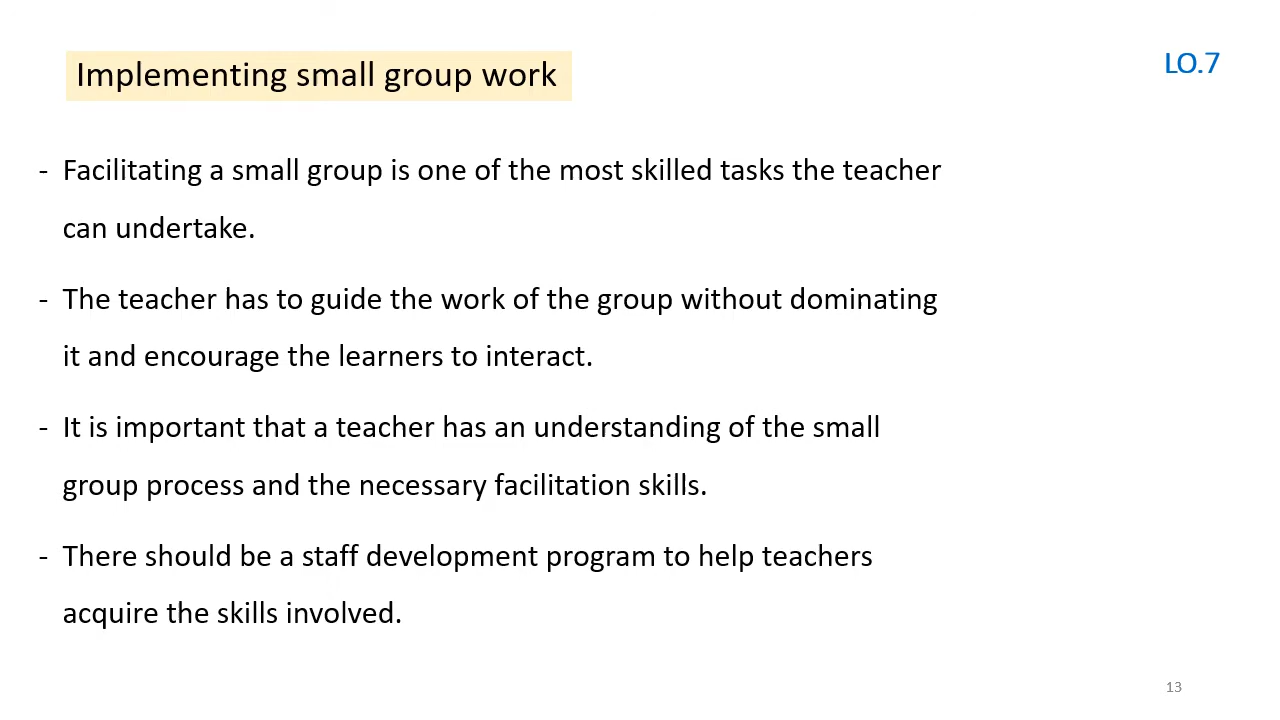 Implementing small group work
LO.7
- Facilitating a small group is one of the most skilled tasks the teacher
can undertake.
- The teacher has to guide the work of the group without dominating
it and encourage the learners to interact.
- It is important that a teacher has an understanding of the small
group process and the necessary facilitation skills.
- There should be a staff development program to help teachers
acquire the skills involved.
13